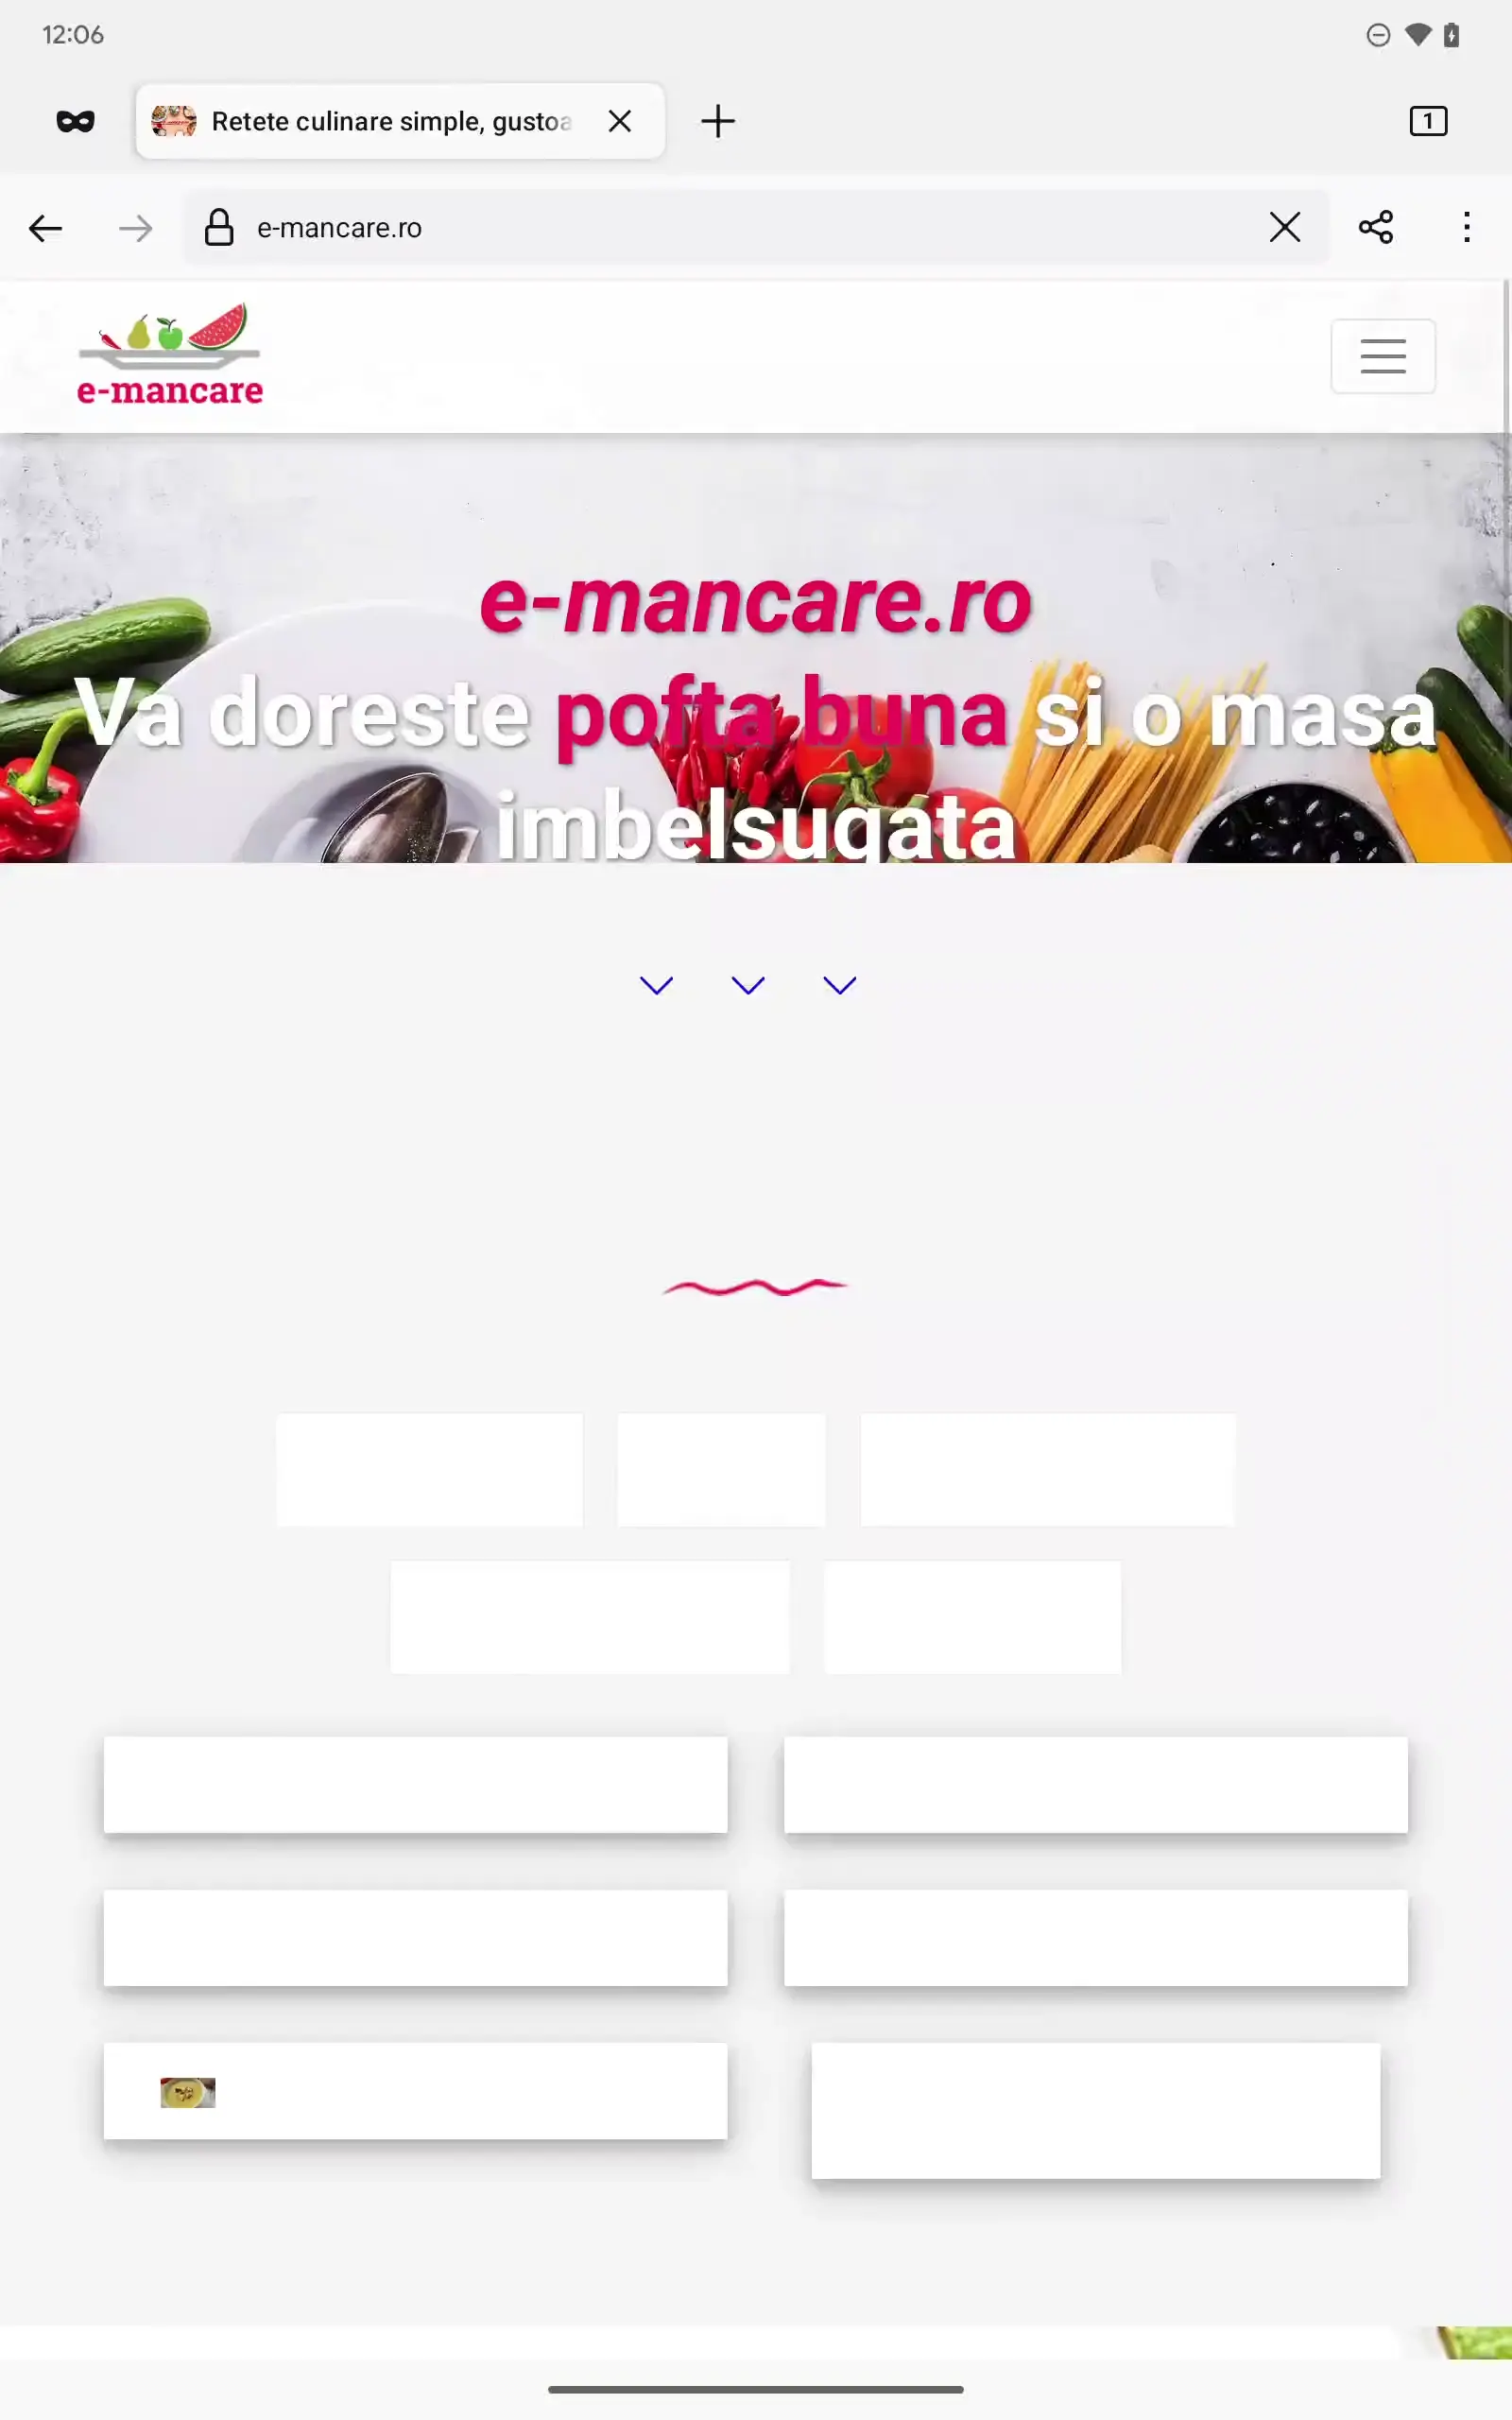 12:06
Retete culinare simple, gustoa
1
e-mancare.ro
e-mancare
e-mancare.ro
Va doreste pofta buna si o masa
imbelsugata